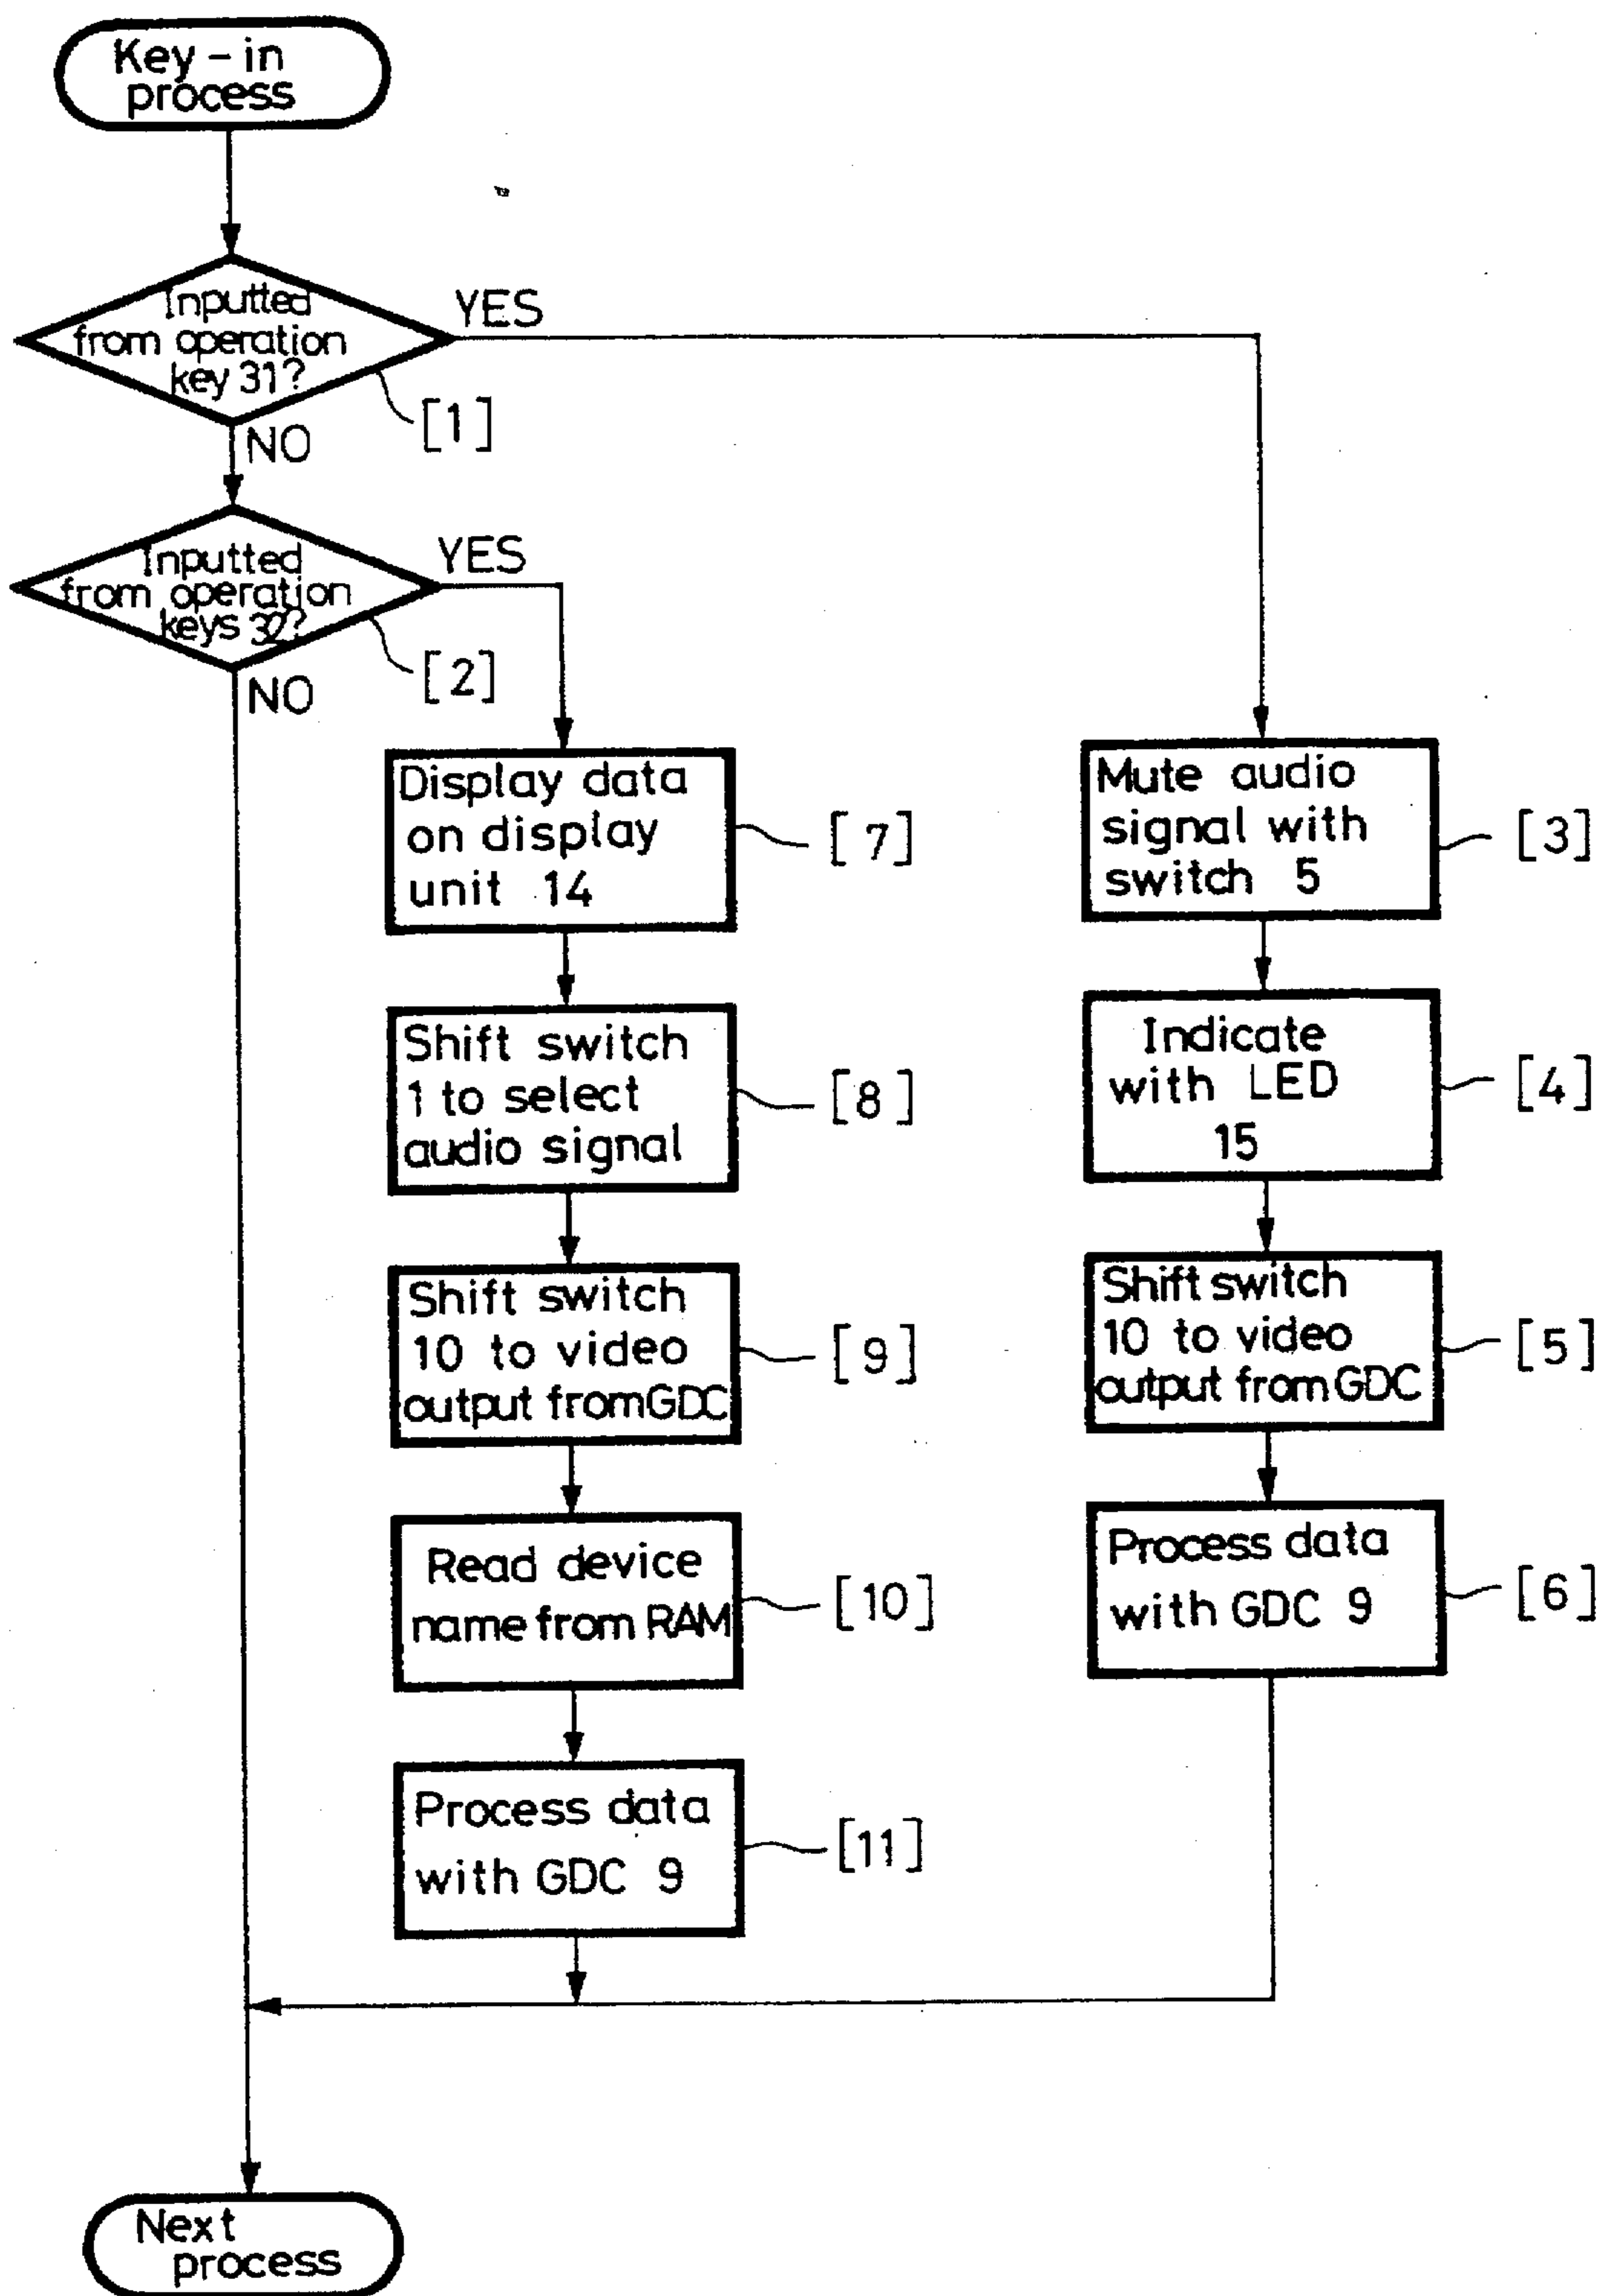 Key-in
process
Inputted
from operation
key 31?
YES
[1]
NO
Inputted
from operation
keys 32?
YES
[2]
NO
Display data
on display
unit 14
[7]
Shift switch
1 to select
audio signal
[8]
Shift switch
10 to video
output from GDC
[9]
Read device
name from RAM
[10]
Process data
with GDC 9
[11]
Mute audio
signal with
switch 5
[3]
Indicate
with LED
15
[4]
Shift switch
10 to video
output from GDC
[5]
Process data
with GDC 9
[6]
Next
process